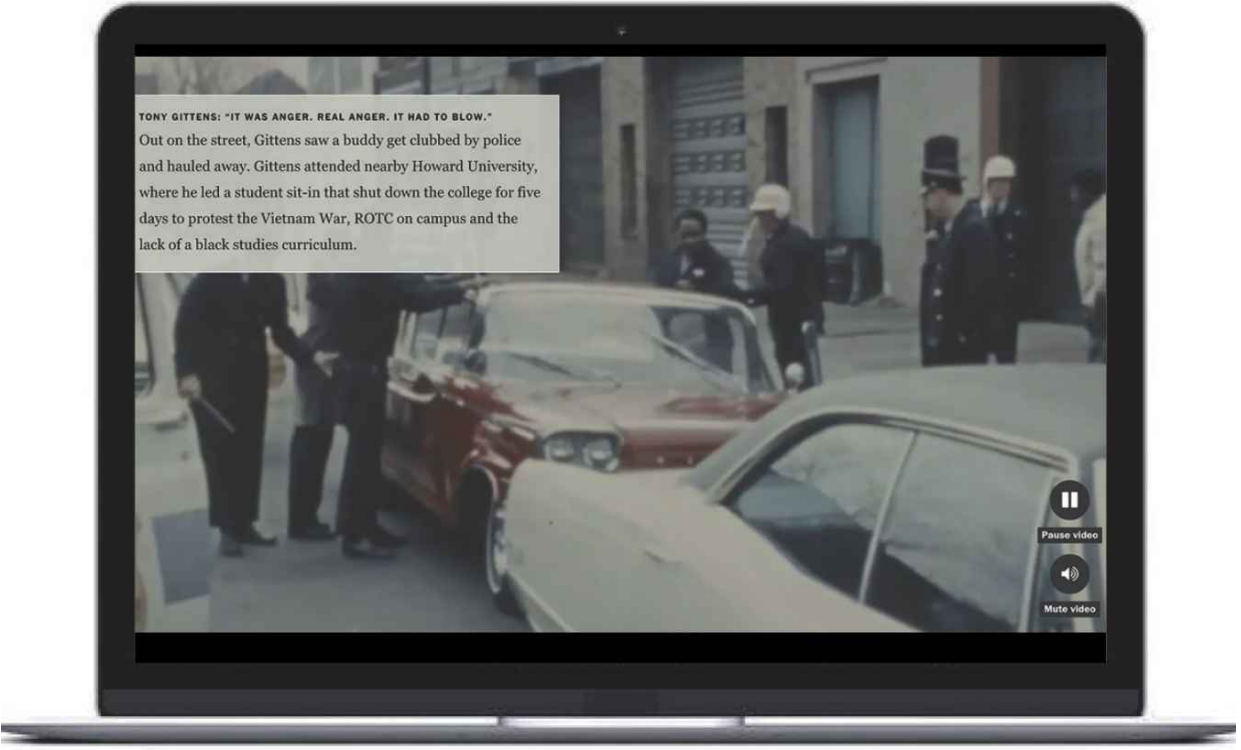 TONY GITTENS: “IT WAS ANGER. REAL ANGER. IT HAD TO BLOW.”
Out on the street, Gittens saw a buddy get clubbed by police
and hauled away. Gittens attended nearby Howard University,
where he led a student sit-in that shut down the college for five
days to protest the Vietnam War, ROTC on campus and the
lack of a black studies curriculum.
Pause video
Mute video